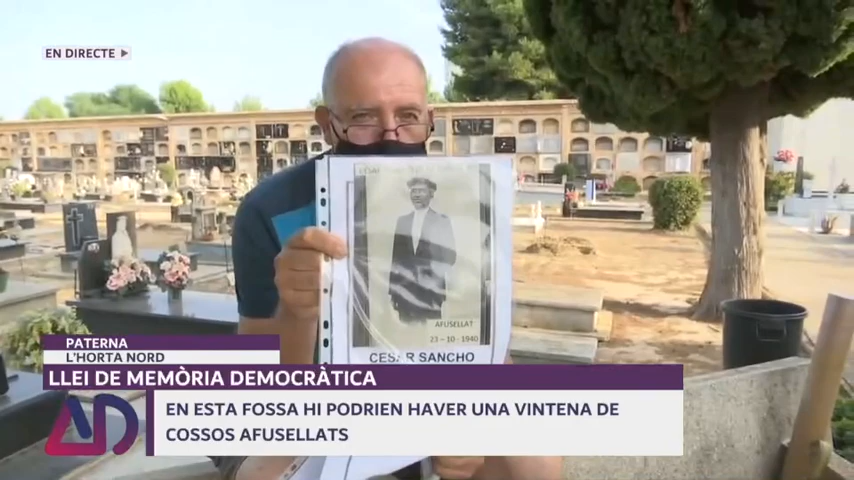 EN DIRECTE
AFUSELLAT
23-10-1940
CESAR SANCHO
PATERNA
L'HORTA NORD
LLEI DE MEMÒRIA DEMOCRÀTICA
AD
EN ESTA FOSSA HI PODRIEN HAVER UNA VINTENA DE
COSSOS AFUSELLATS